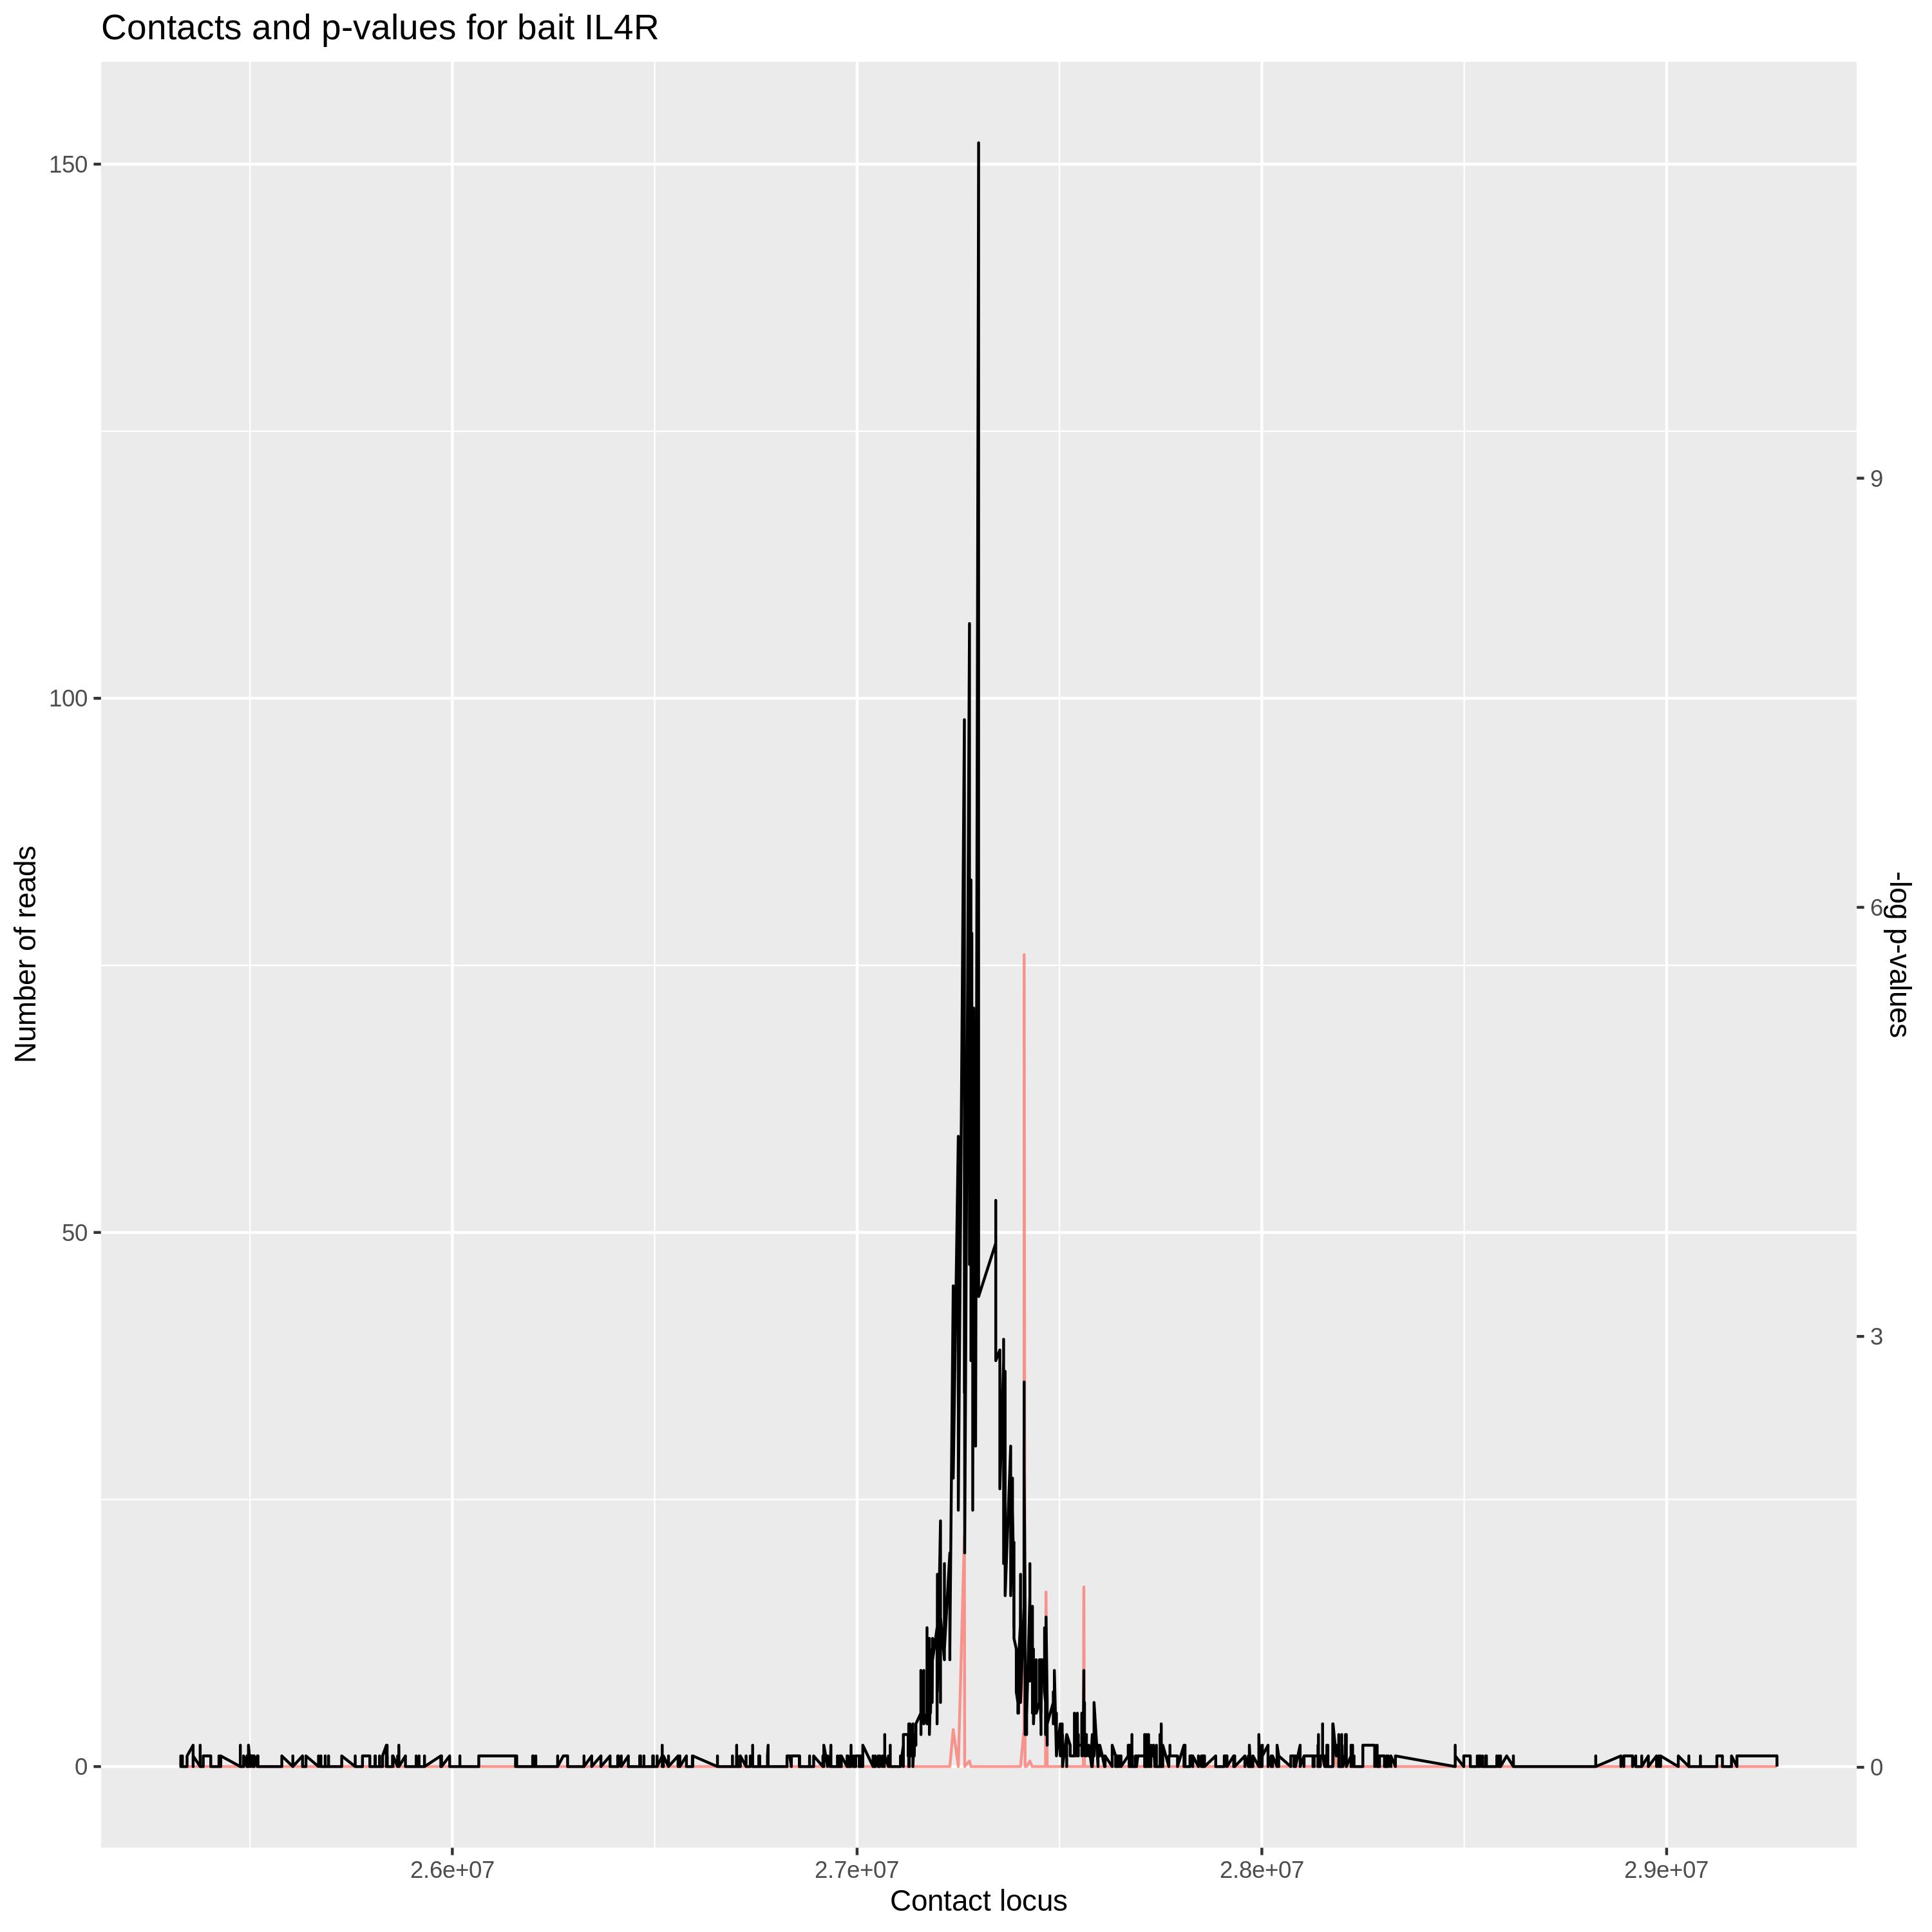 Contacts and p-values for bait IL4R
150
100
50
0
Number of reads
9
6
3
0
-log p-values
2.6e+07
2.7e+07
2.8e+07
2.9e+07
Contact locus